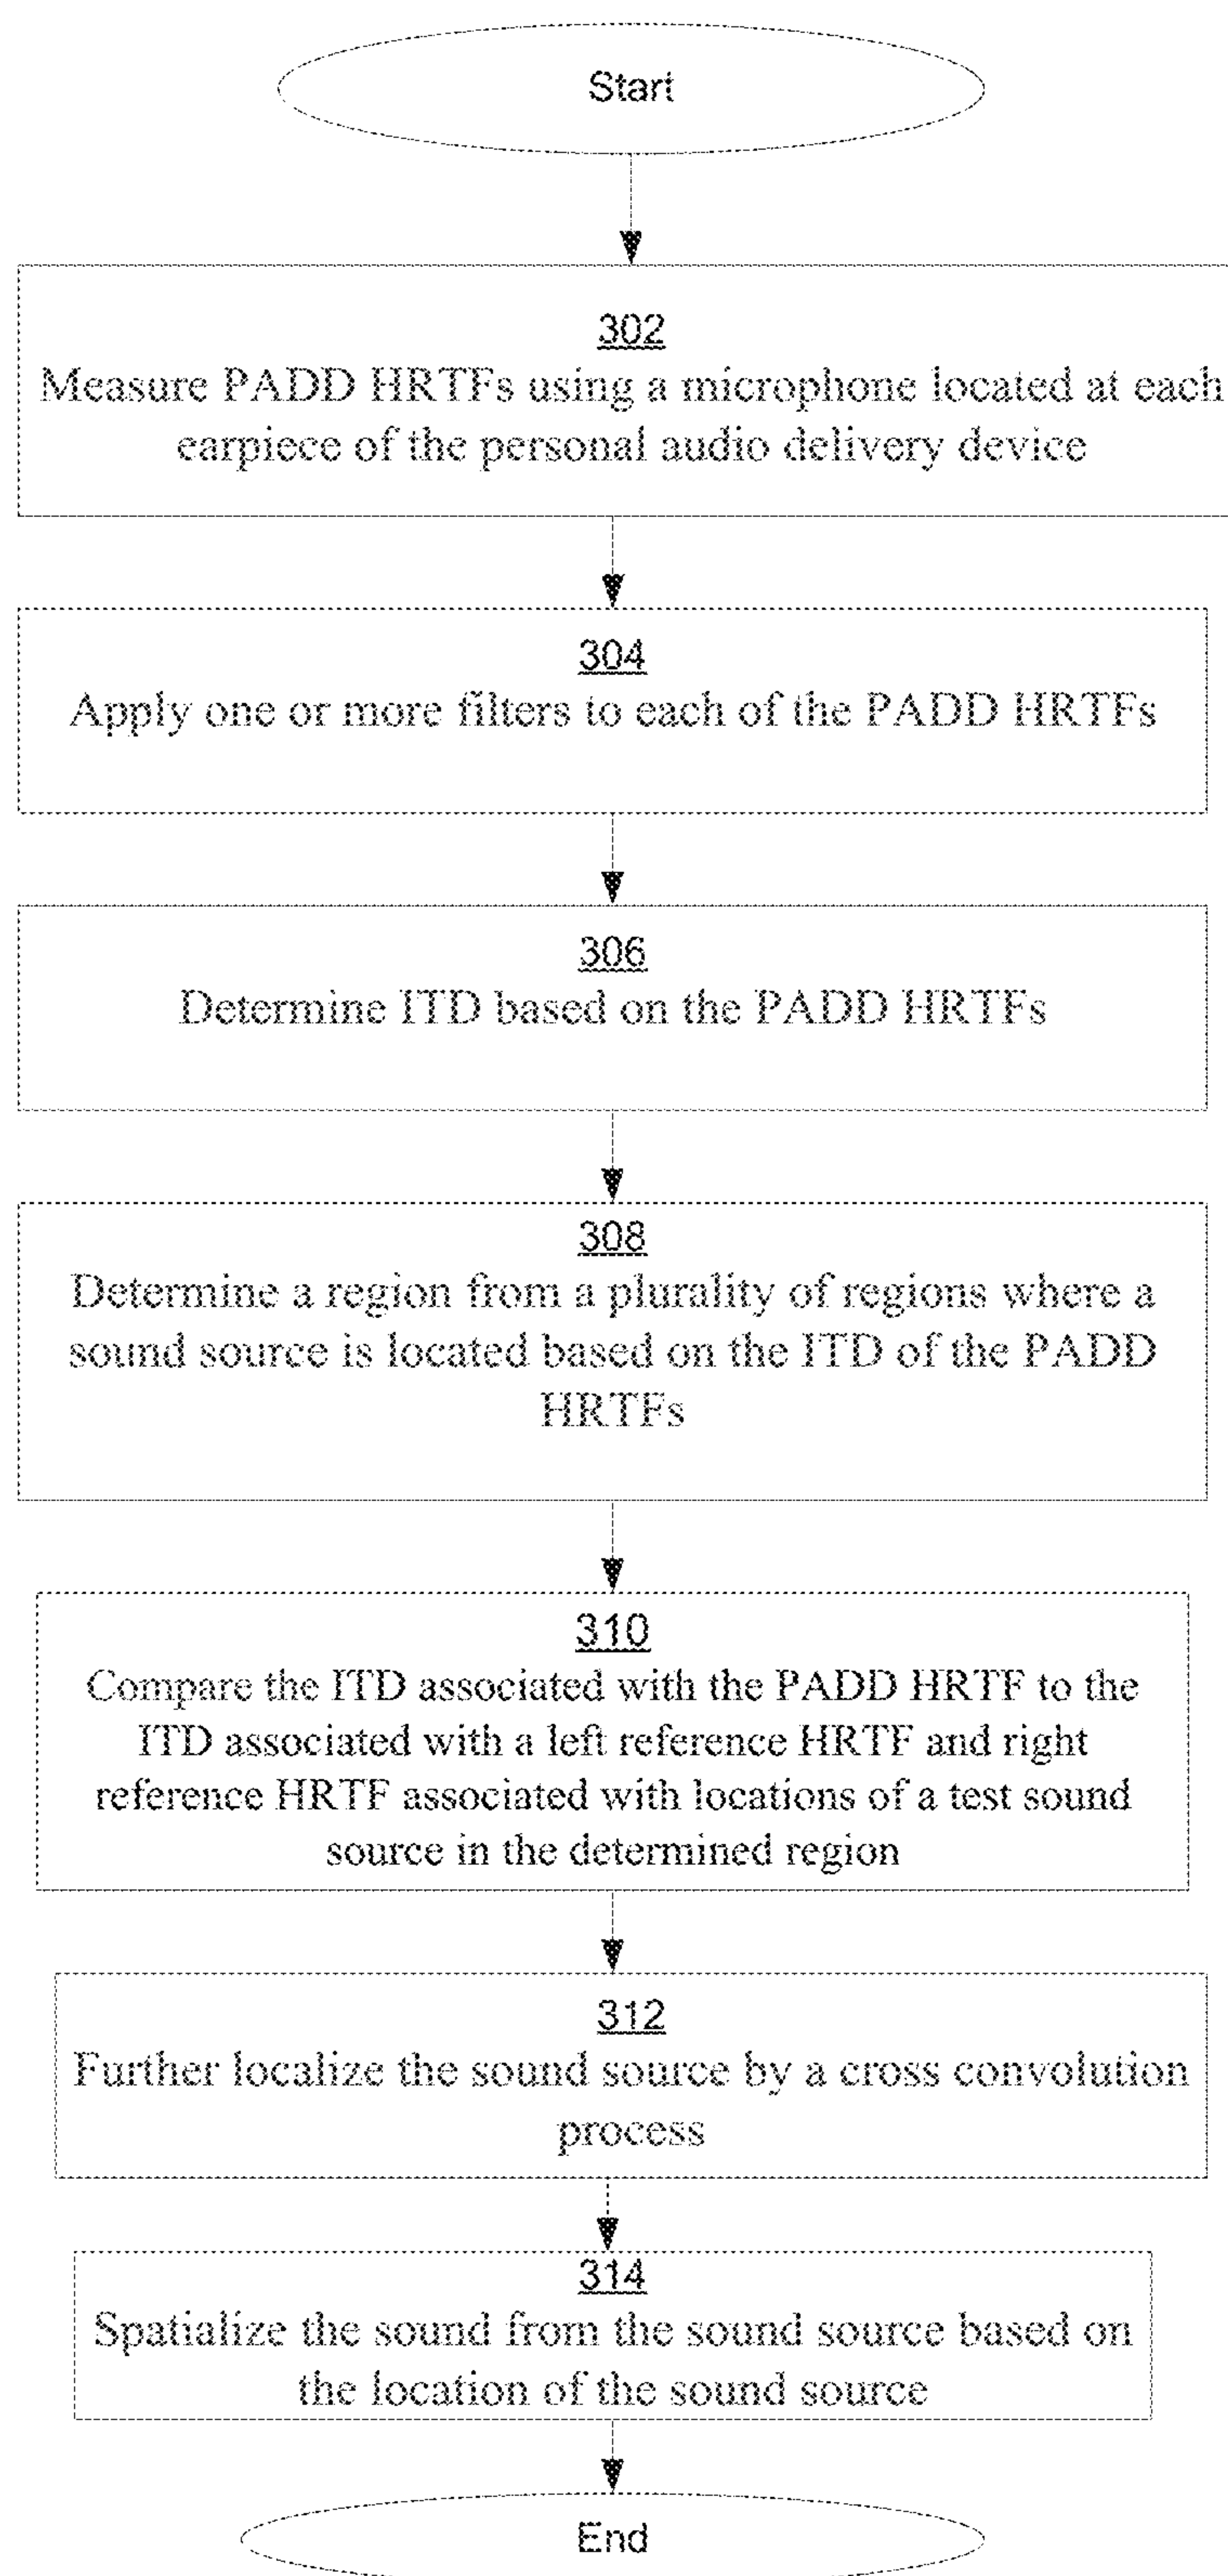 Start
302
Measure PADD HRTFs using a microphone located at each
earpiece of the personal audio delivery device
304
Apply one or more filters to each of the PADD HRTFs
306
Determine ITD based on the PADD HRTFs
308
Determine a region from a plurality of regions where a
sound source is located based on the ITD of the PADD
HRTFs
310
Compare the ITD associated with the PADD HRTF to the
ITD associated with a left reference HRTF and right
reference HRTF associated with locations of a test sound
source in the determined region
312
Further localize the sound source by a cross convolution
process
314
Spatialize the sound from the sound source based on
the location of the sound source
End